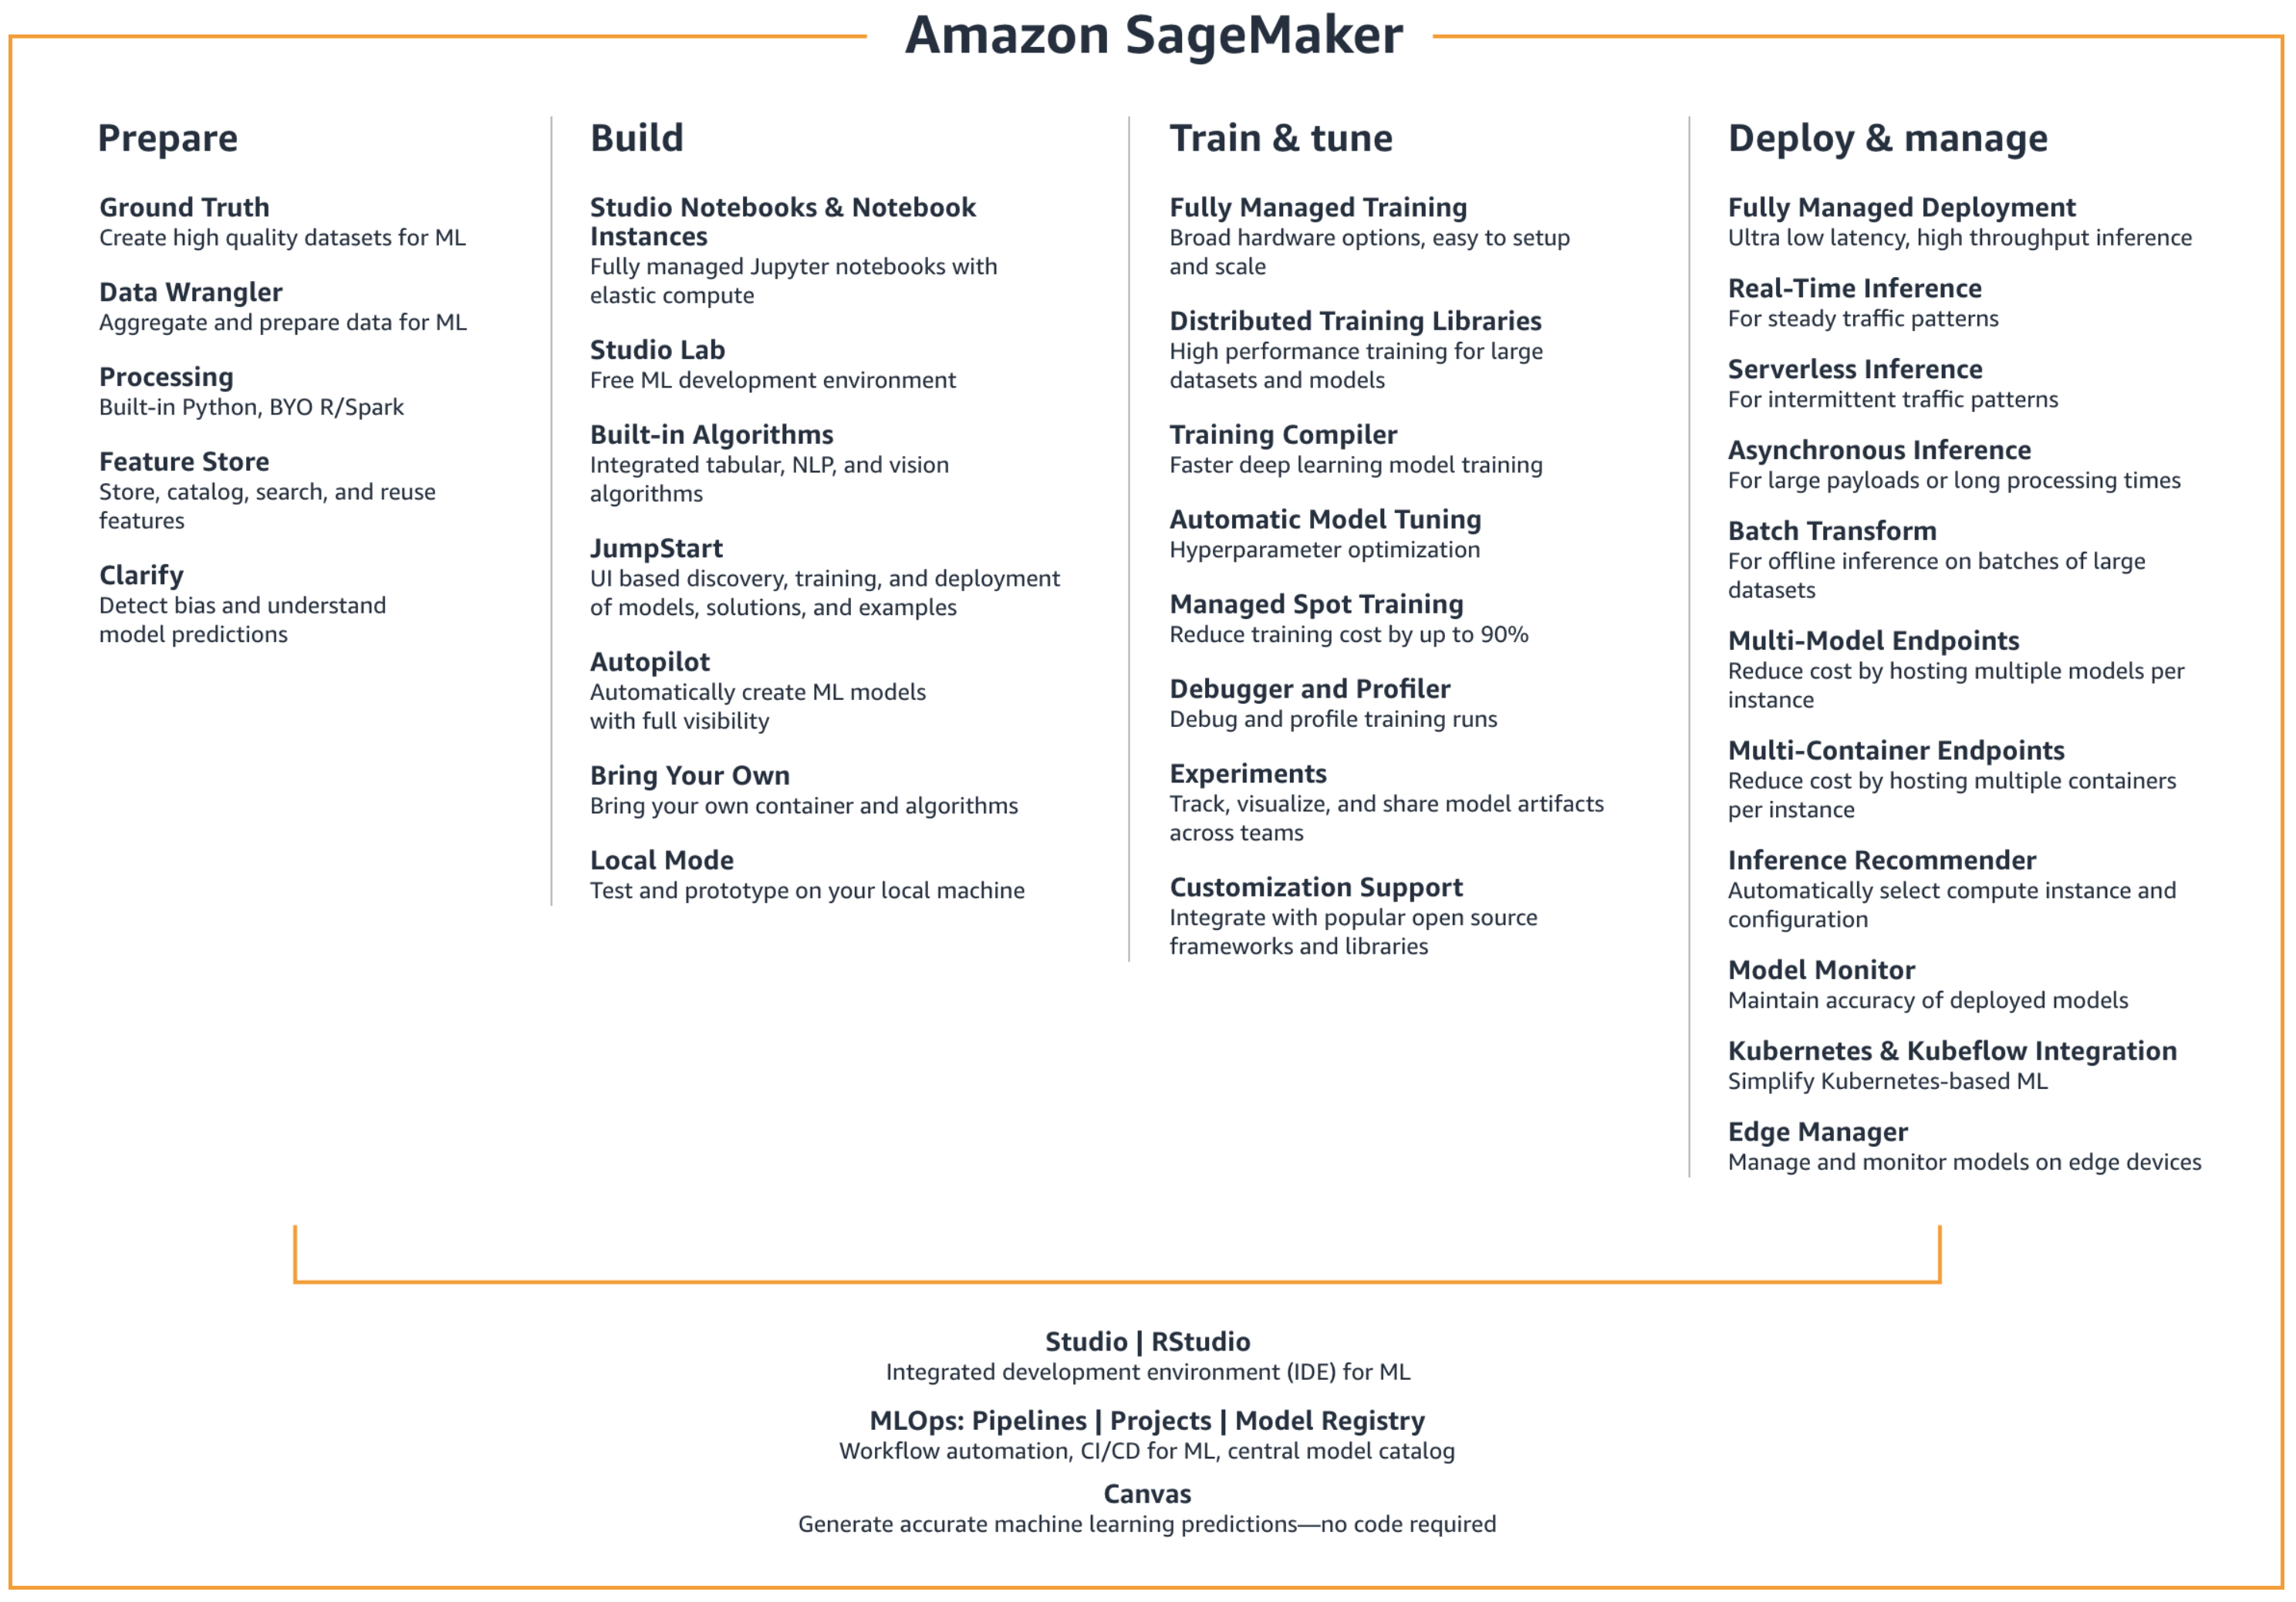 Amazon SageMaker
Prepare
Ground Truth
Create high quality datasets for ML
Data Wrangler
Aggregate and prepare data for ML
Processing
Built-in Python, BYO R/Spark
Feature Store
Store, catalog, search, and reuse
features
Clarify
Detect bias and understand
model predictions
Build
Studio Notebooks & Notebook
Instances
Fully managed Jupyter notebooks with
elastic compute
Studio Lab
Free ML development environment
Built-in Algorithms
Integrated tabular, NLP, and vision
algorithms
JumpStart
UI based discovery, training, and deployment
of models, solutions, and examples
Autopilot
Automatically create ML models
with full visibility
Bring Your Own
Bring your own container and algorithms
Local Mode
Test and prototype on your local machine
Train & tune
Fully Managed Training
Broad hardware options, easy to setup
and scale
Distributed Training Libraries
High performance training for large
datasets and models
Training Compiler
Faster deep learning model training
Automatic Model Tuning
Hyperparameter optimization
Managed Spot Training
Reduce training cost by up to 90%
Debugger and Profiler
Debug and profile training runs
Experiments
Track, visualize, and share model artifacts
across teams
Customization Support
Integrate with popular open source
frameworks and libraries
Deploy & manage
Fully Managed Deployment
Ultra low latency, high throughput inference
Real-Time Inference
For steady traffic patterns
Serverless Inference
For intermittent traffic patterns
Asynchronous Inference
For large payloads or long processing times
Batch Transform
For offline inference on batches of large
datasets
Multi-Model Endpoints
Reduce cost by hosting multiple models per
instance
Multi-Container Endpoints
Reduce cost by hosting multiple containers
per instance
Inference Recommender
Automatically select compute instance and
configuration
Model Monitor
Maintain accuracy of deployed models
Kubernetes & Kubeflow Integration
Simplify Kubernetes-based ML
Edge Manager
Manage and monitor models on edge devices
Studio | RStudio
Integrated development environment (IDE) for ML
MLOps: Pipelines | Projects | Model Registry
Workflow automation, CI/CD for ML, central model catalog
Canvas
Generate accurate machine learning predictions—no code required